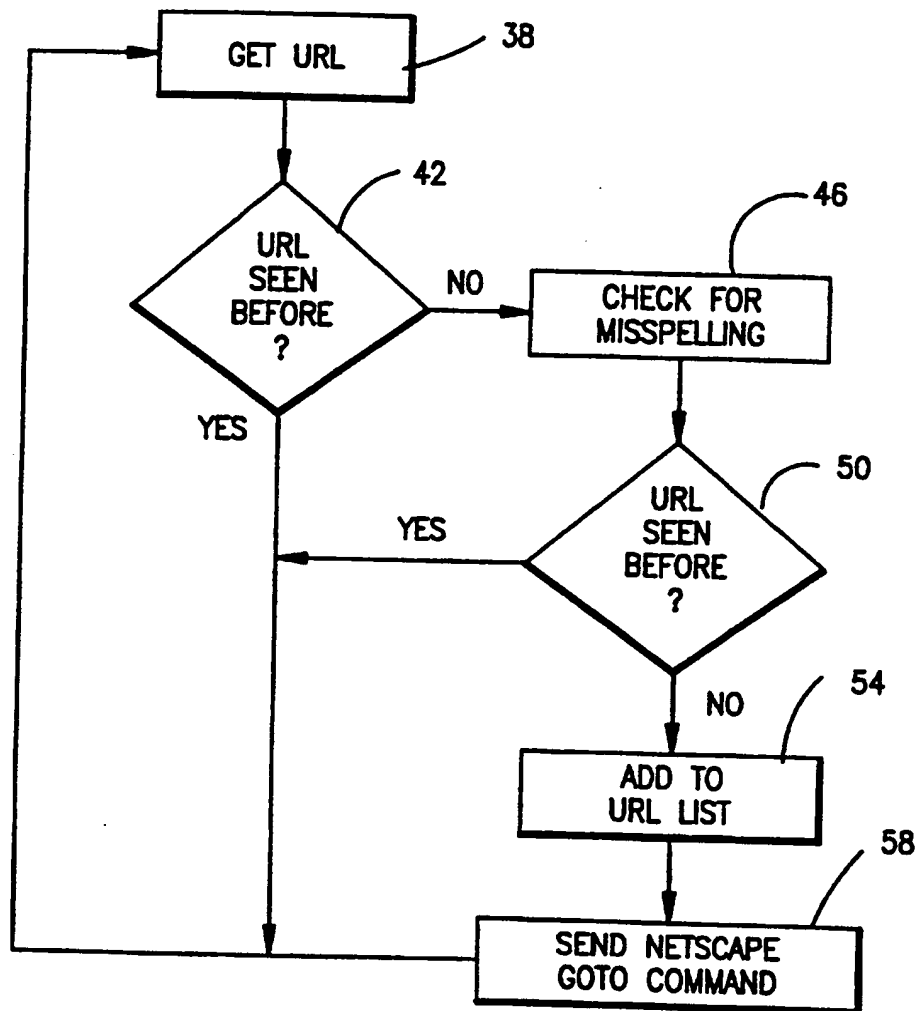 GET URL
38
42
URL
SEEN
BEFORE
?
NO
46
CHECK FOR
MISSPELLING
YES
50
URL
SEEN
BEFORE
?
YES
NO
54
ADD TO
URL LIST
58
SEND NETSCAPE
GOTO COMMAND